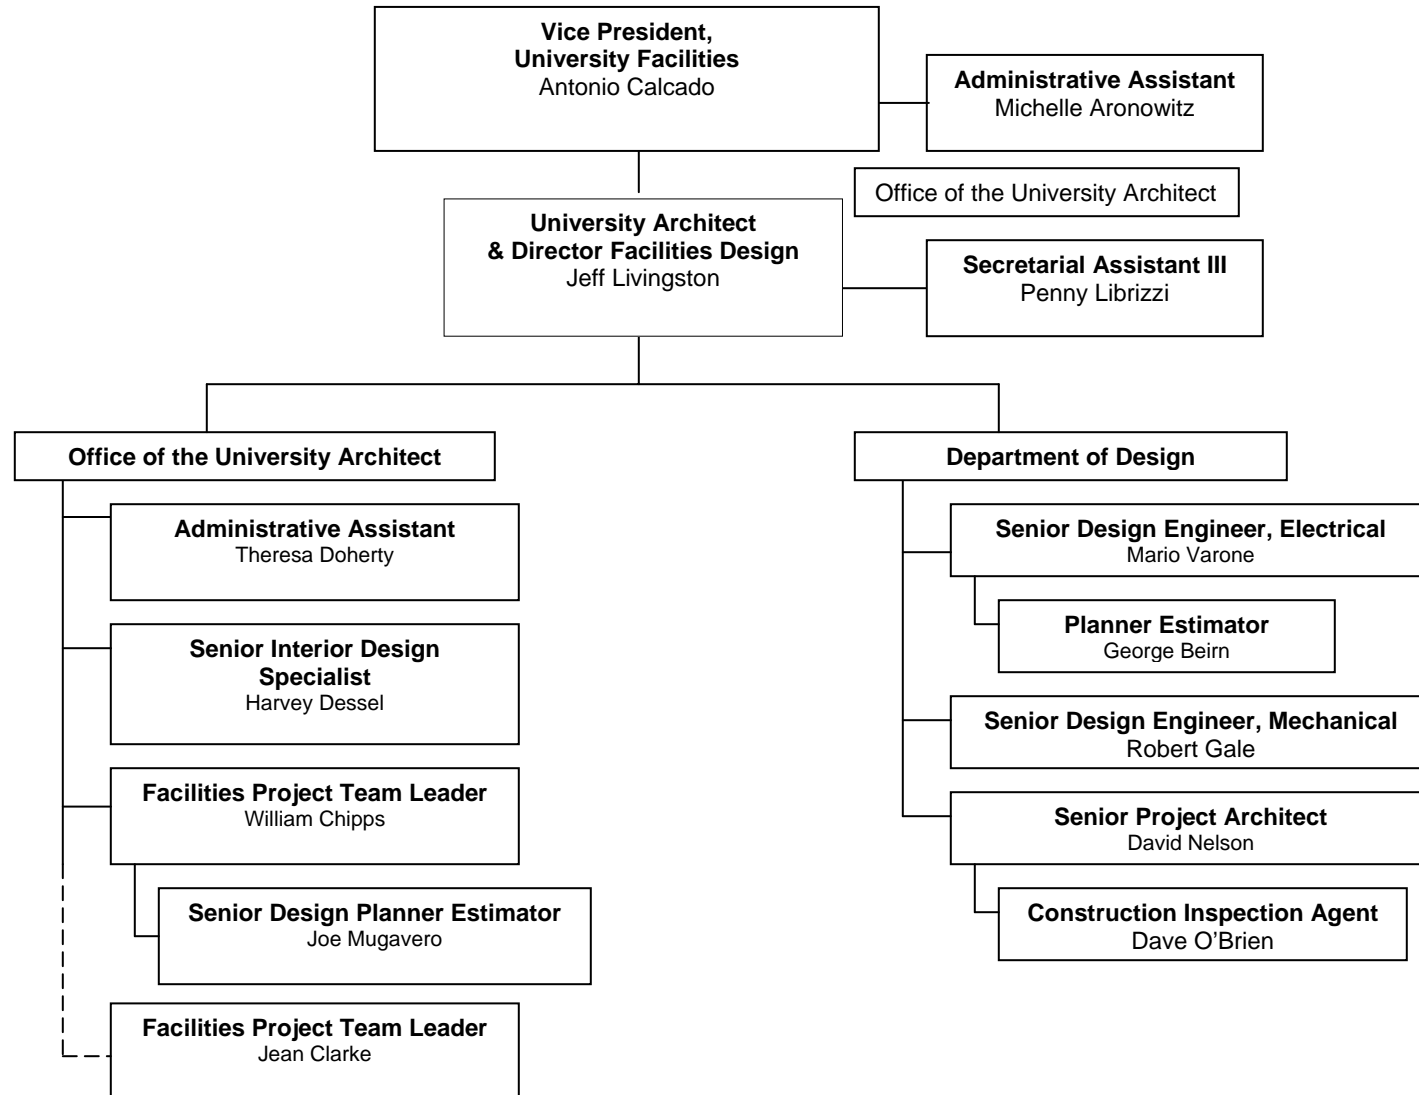 Vice President,
University Facilities
Antonio Calcado
Administrative Assistant
Michelle Aronowitz
Office of the University Architect
University Architect
& Director Facilities Design
Jeff Livingston
Secretarial Assistant III
Penny Librizzi
Office of the University Architect
Administrative Assistant
Theresa Doherty
Senior Interior Design
Specialist
Harvey Dessel
Facilities Project Team Leader
William Chipps
Senior Design Planner Estimator
Joe Mugavero
Facilities Project Team Leader
Jean Clarke
Department of Design
Senior Design Engineer, Electrical
Mario Varone
Planner Estimator
George Beirn
Senior Design Engineer, Mechanical
Robert Gale
Senior Project Architect
David Nelson
Construction Inspection Agent
Dave O’Brien